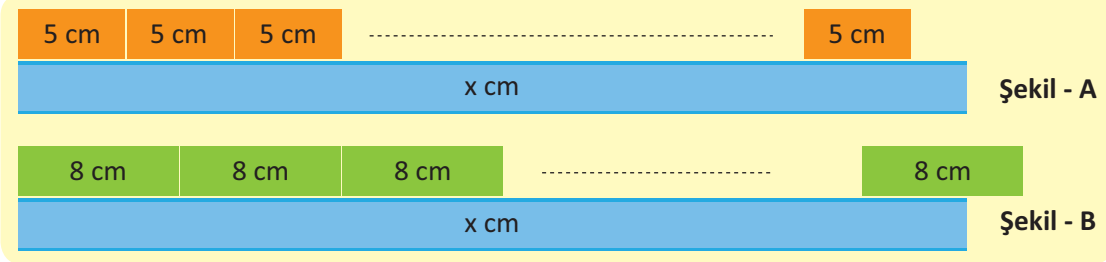 5 cm 5 cm 5 cm 5 cm
x cm
Şekil - A
8 cm 8 cm 8 cm 8 cm
x cm
Şekil - B